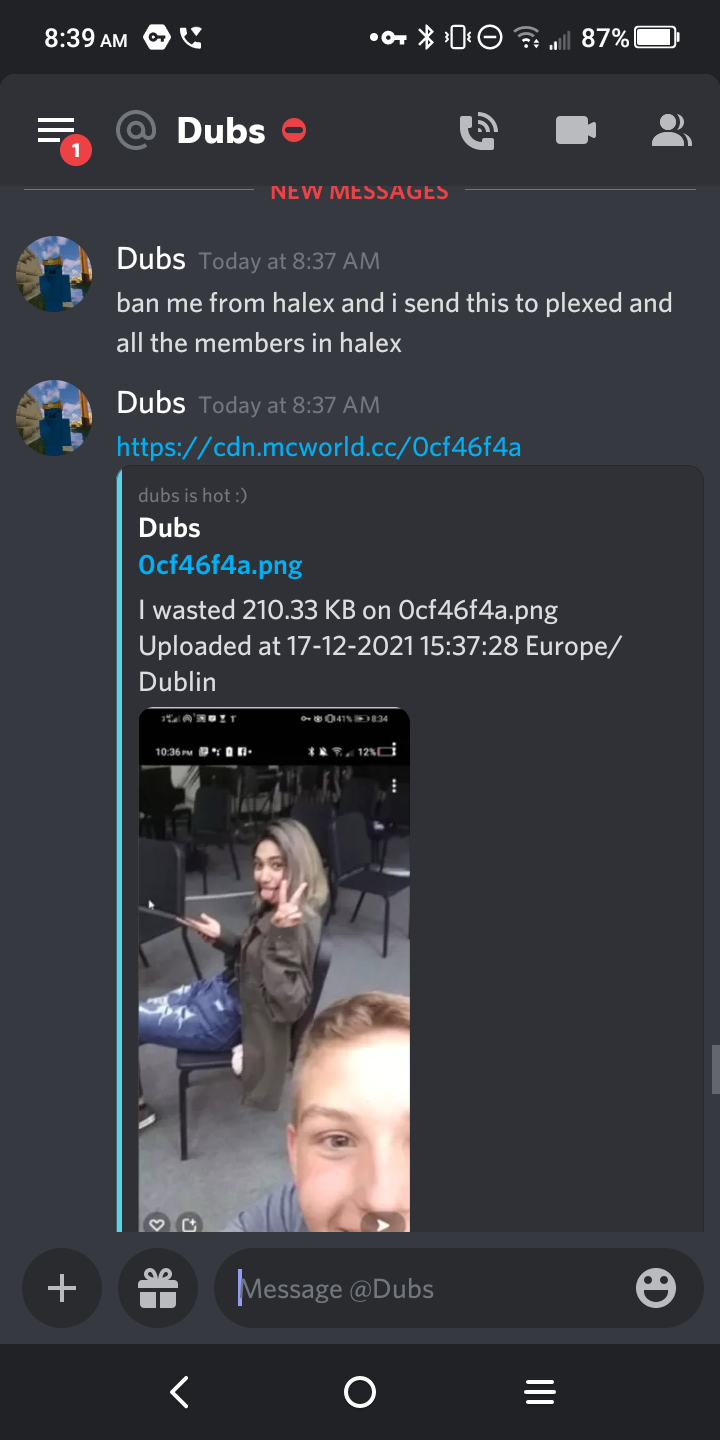 8:39 AM 87%
1
@ Dubs
NEW MESSAGES
Dubs Today at 8:37 AM
ban me from halex and i send this to plexed and
all the members in halex
Dubs Today at 8:37 AM
https://cdn.mcworld.cc/0cf46f4a
dubs is hot :)
Dubs
0cf46f4a.png
I wasted 210.33 KB on 0cf46f4a.png
Uploaded at 17-12-2021 15:37:28 Europe/
Dublin
41% 8:34
10:36 PM 12%
Message @Dubs